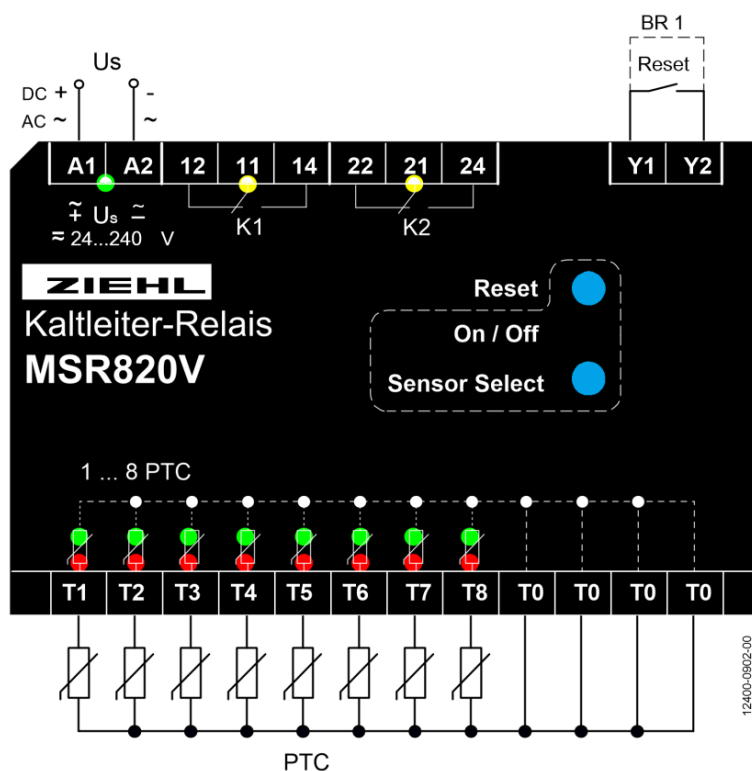 BR 1
Us
Reset
DC + -
AC ~ ~
A1 A2 12 11 14 22 21 24 Y1 Y2
~ ~
+ Us -
≂ 24...240 V
K1 K2
ZIEHL
Reset
Kaltleiter-Relais
On / Off
MSR820V
Sensor Select
1 ... 8 PTC
T1 T2 T3 T4 T5 T6 T7 T8 T0 T0 T0 T0
PTC
12400-0902-00